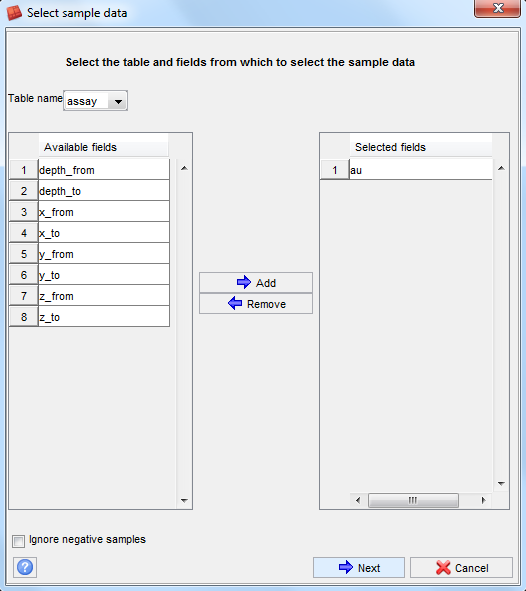 Select sample data
Select the table and fields from which to select the sample data
Table name assay
Available fields
1 depth_from
2 depth_to
3 x_from
4 x_to
5 y_from
6 y_to
7 z_from
8 z_to
Add
Remove
Selected fields
1 au
Ignore negative samples
? Next Cancel